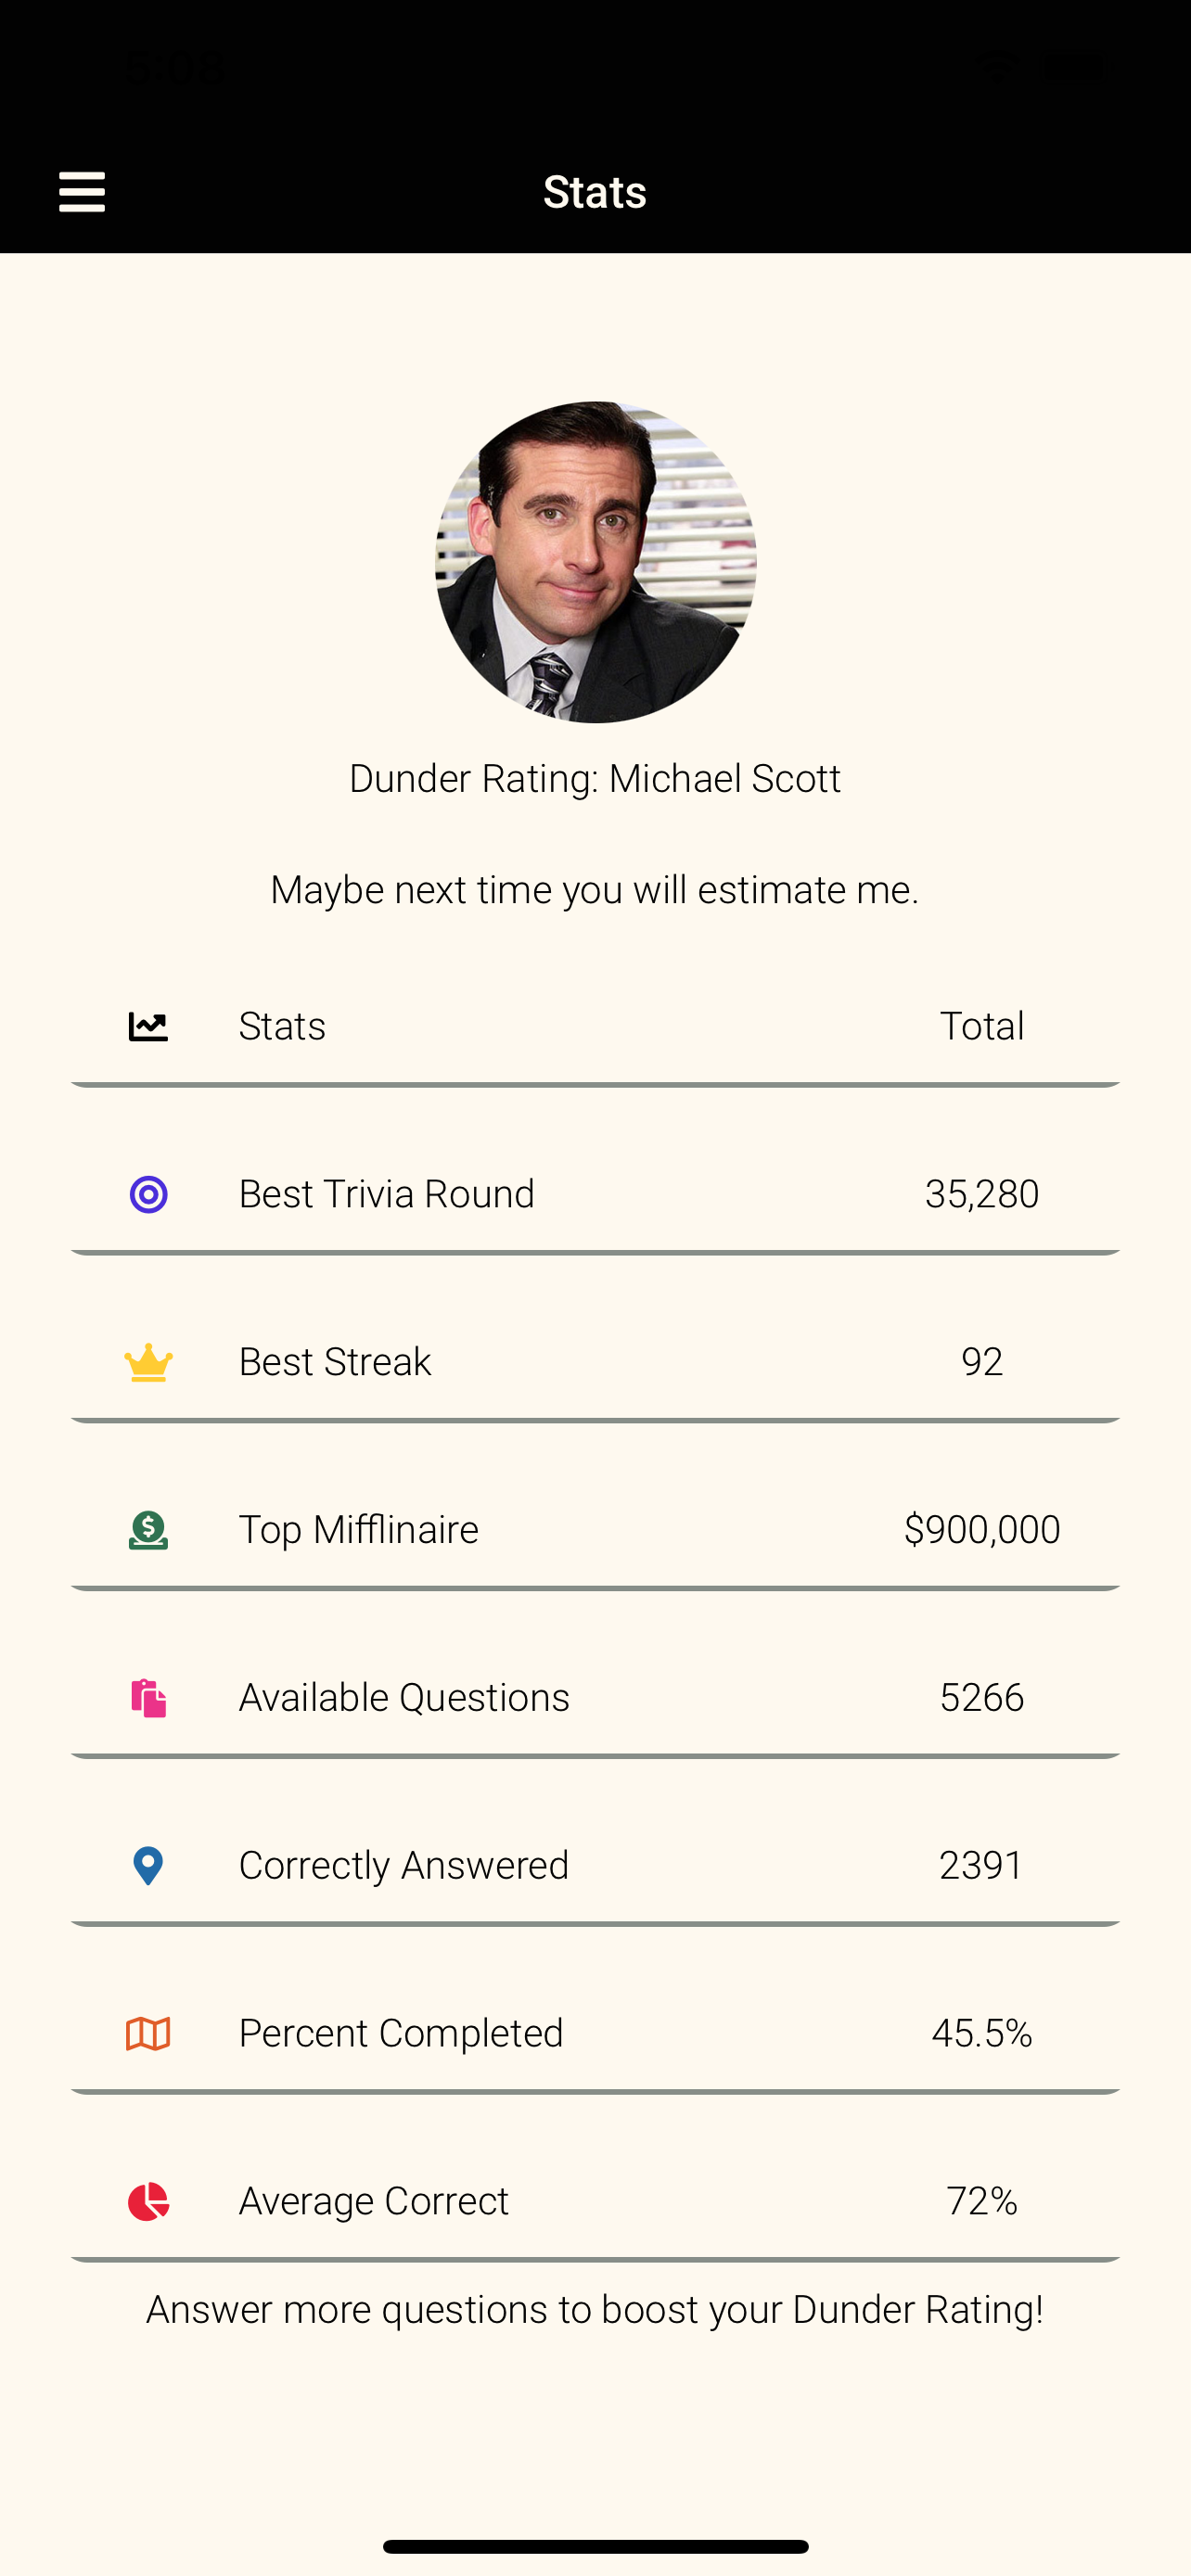 5:08
Stats
Dunder Rating: Michael Scott
Maybe next time you will estimate me.
Stats Total
Best Trivia Round 35,280
Best Streak 92
Top Mifflinaire $900,000
Available Questions 5266
Correctly Answered 2391
Percent Completed 45.5%
Average Correct 72%
Answer more questions to boost your Dunder Rating!